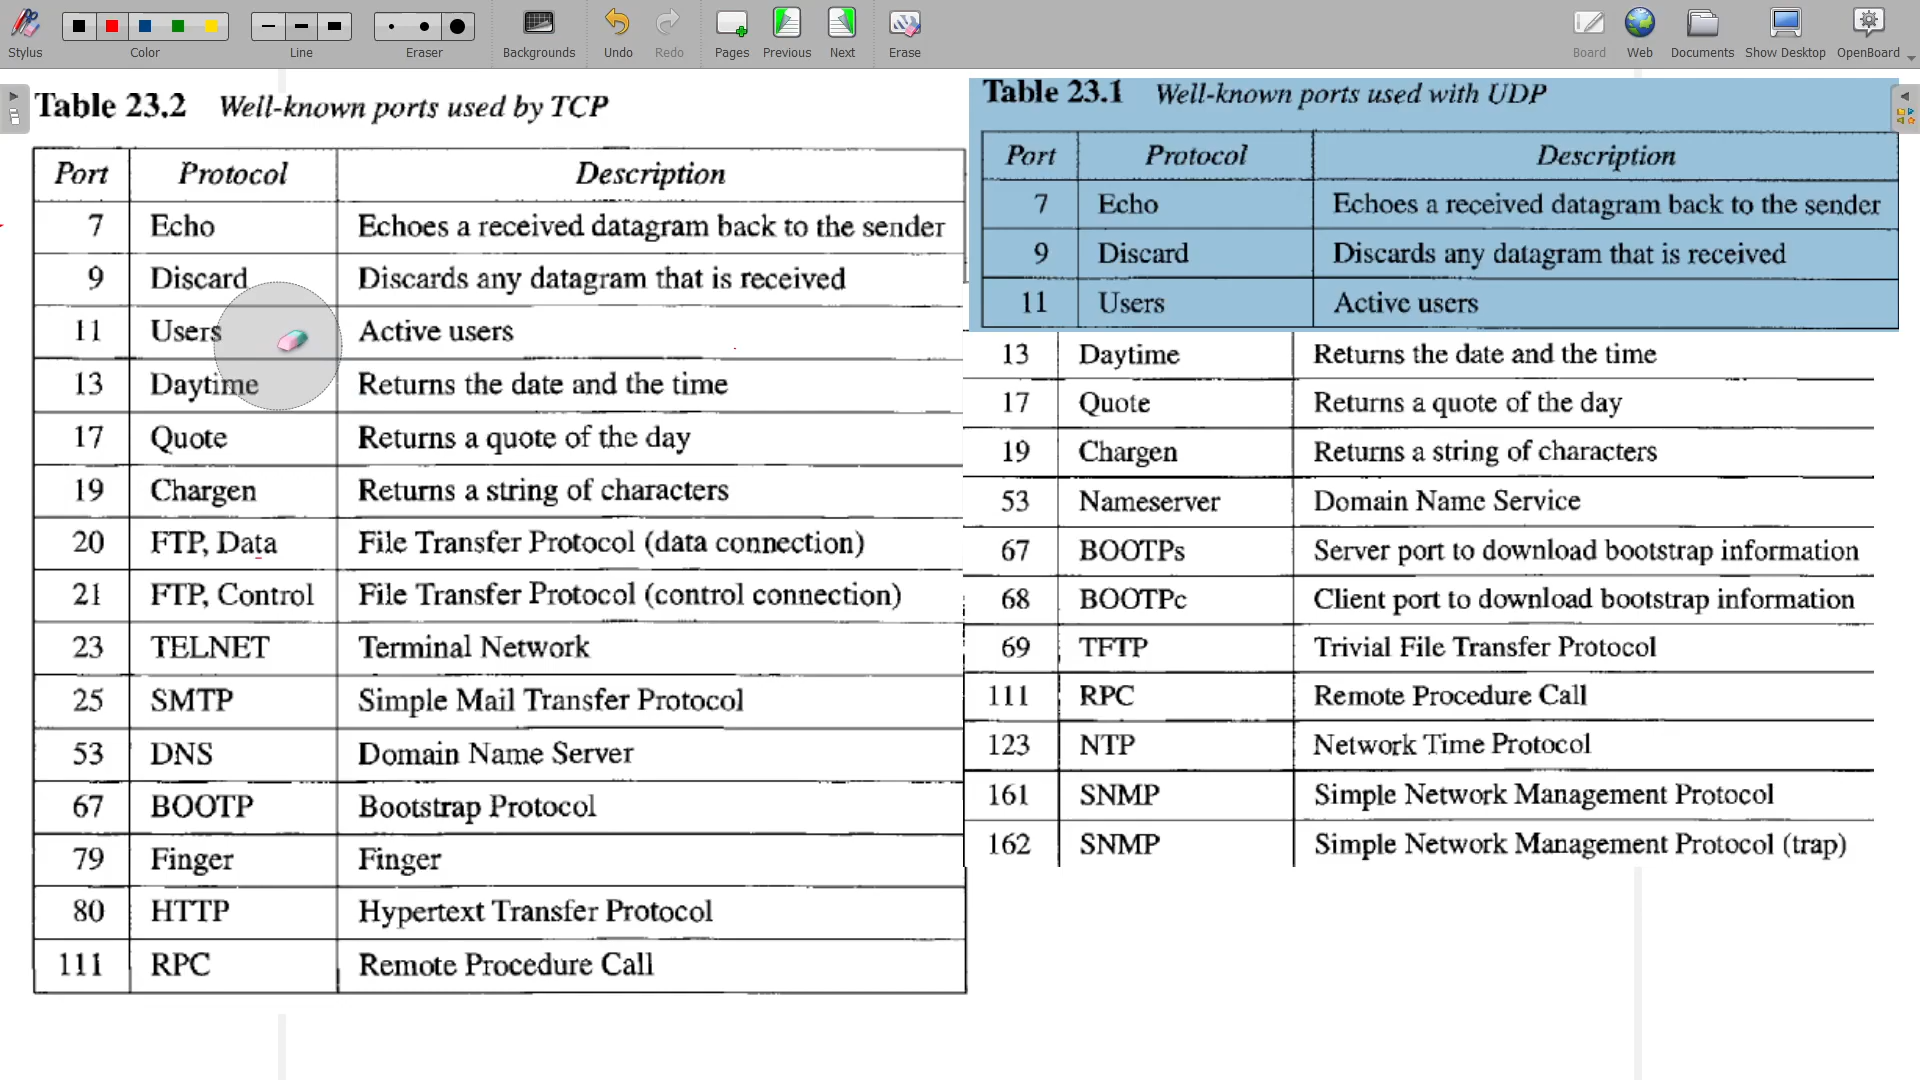 Stylus
Color
Line
Eraser
Backgrounds
Undo
Redo
Pages
Previous
Next
Erase
Board
Web
Documents
Show Desktop
OpenBoard
Table 23.2 Well-known ports used by TCP
Port Protocol Description
7 Echo Echoes a received datagram back to the sender
9 Discard Discards any datagram that is received
11 Users Active users
13 Daytime Returns the date and the time
17 Quote Returns a quote of the day
19 Chargen Returns a string of characters
20 FTP, Data File Transfer Protocol (data connection)
21 FTP, Control File Transfer Protocol (control connection)
23 TELNET Terminal Network
25 SMTP Simple Mail Transfer Protocol
53 DNS Domain Name Server
67 BOOTP Bootstrap Protocol
79 Finger Finger
80 HTTP Hypertext Transfer Protocol
111 RPC Remote Procedure Call
Table 23.1 Well-known ports used with UDP
Port Protocol Description
7 Echo Echoes a received datagram back to the sender
9 Discard Discards any datagram that is received
11 Users Active users
13 Daytime Returns the date and the time
17 Quote Returns a quote of the day
19 Chargen Returns a string of characters
53 Nameserver Domain Name Service
67 BOOTPs Server port to download bootstrap information
68 BOOTPc Client port to download bootstrap information
69 TFTP Trivial File Transfer Protocol
111 RPC Remote Procedure Call
123 NTP Network Time Protocol
161 SNMP Simple Network Management Protocol
162 SNMP Simple Network Management Protocol (trap)